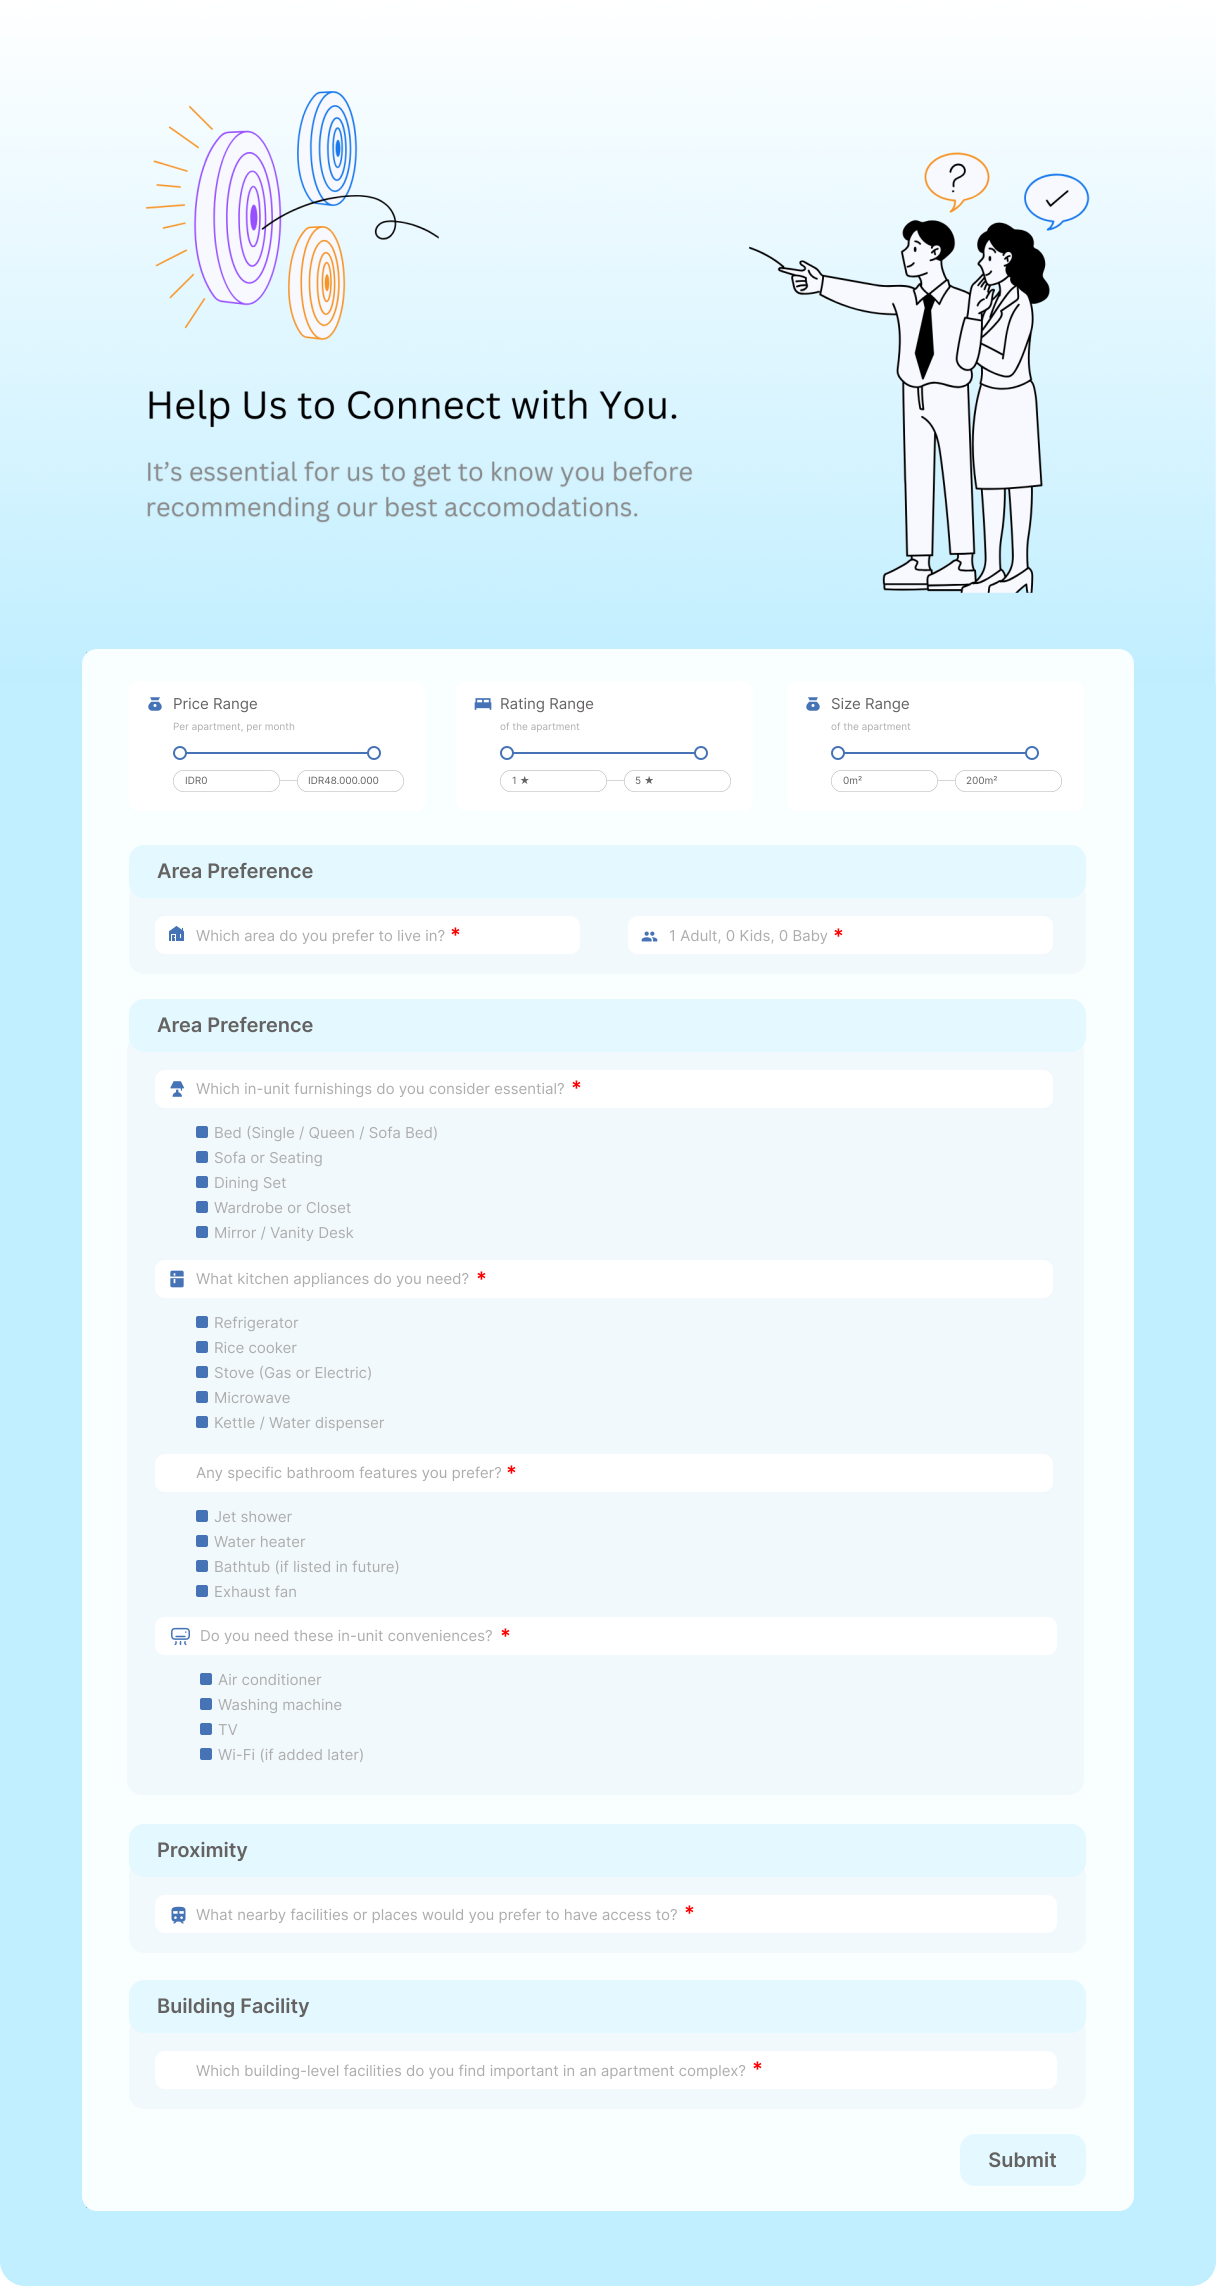 ?
Help Us to Connect with You.
It’s essential for us to get to know you before
recommending our best accomodations.
Price Range
Per apartment, per month
IDR0
IDR48.000.000
Rating Range
of the apartment
1 ★
5 ★
Size Range
of the apartment
0m²
200m²
Area Preference
Which area do you prefer to live in? *
1 Adult, 0 Kids, 0 Baby *
Area Preference
Which in-unit furnishings do you consider essential? *
Bed (Single / Queen / Sofa Bed)
Sofa or Seating
Dining Set
Wardrobe or Closet
Mirror / Vanity Desk
What kitchen appliances do you need? *
Refrigerator
Rice cooker
Stove (Gas or Electric)
Microwave
Kettle / Water dispenser
Any specific bathroom features you prefer? *
Jet shower
Water heater
Bathtub (if listed in future)
Exhaust fan
Do you need these in-unit conveniences? *
Air conditioner
Washing machine
TV
Wi-Fi (if added later)
Proximity
What nearby facilities or places would you prefer to have access to? *
Building Facility
Which building-level facilities do you find important in an apartment complex? *
Submit